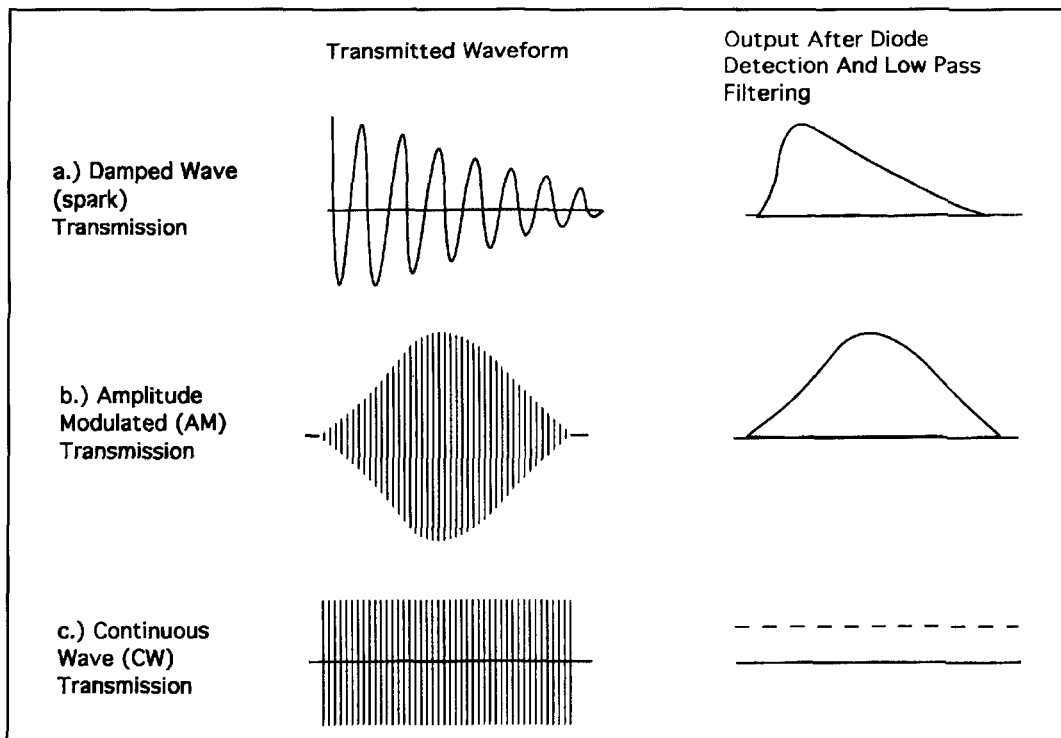 Transmitted Waveform
Output After Diode
Detection And Low Pass
Filtering
a.) Damped Wave
(spark)
Transmission
b.) Amplitude
Modulated (AM)
Transmission
c.) Continuous
Wave (CW)
Transmission